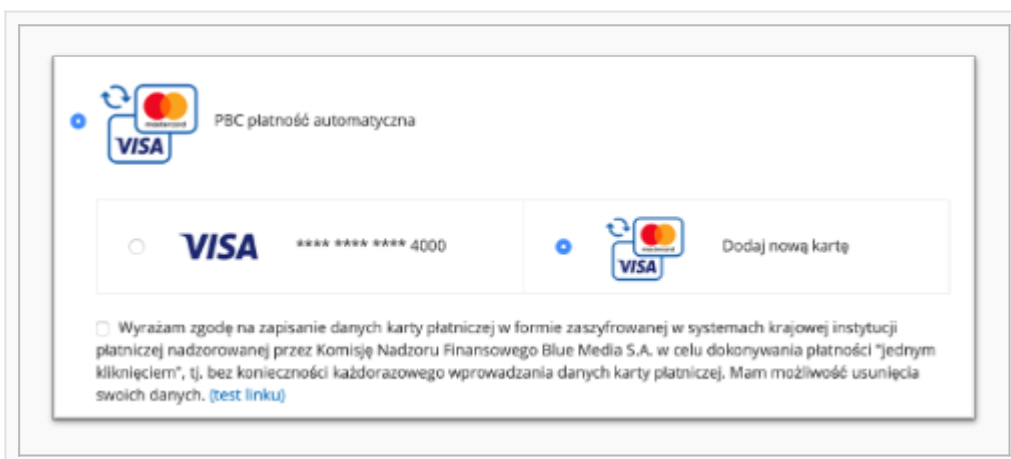 mastercard
VISA
PBC płatność automatyczna
VISA
**** **** **** 4000
mastercard
VISA
Dodaj nową kartę
Wyrażam zgodę na zapisanie danych karty płatniczej w formie zaszyfrowanej w systemach krajowej instytucji
płatniczej nadzorowanej przez Komisję Nadzoru Finansowego Blue Media S.A. w celu dokonywania płatności "jednym
kliknięciem", tj. bez konieczności każdorazowego wprowadzania danych karty płatniczej. Mam możliwość usunięcia
swoich danych. (test linku)